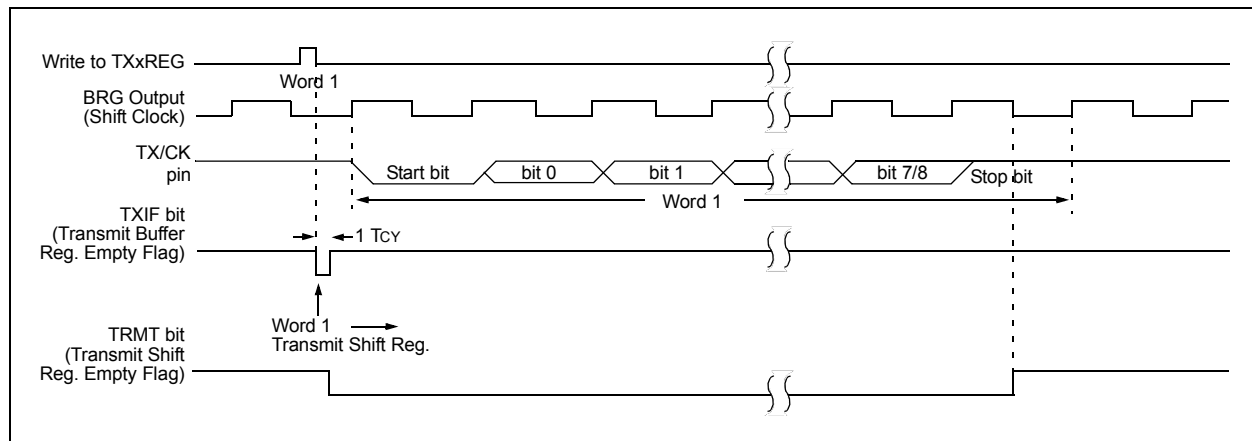 Write to TXxREG
Word 1
BRG Output
(Shift Clock)
TX/CK
pin
Start bit
bit 0
bit 1
bit 7/8
Stop bit
Word 1
TXIF bit
(Transmit Buffer
Reg. Empty Flag)
1 TCY
Word 1
Transmit Shift Reg.
TRMT bit
(Transmit Shift
Reg. Empty Flag)